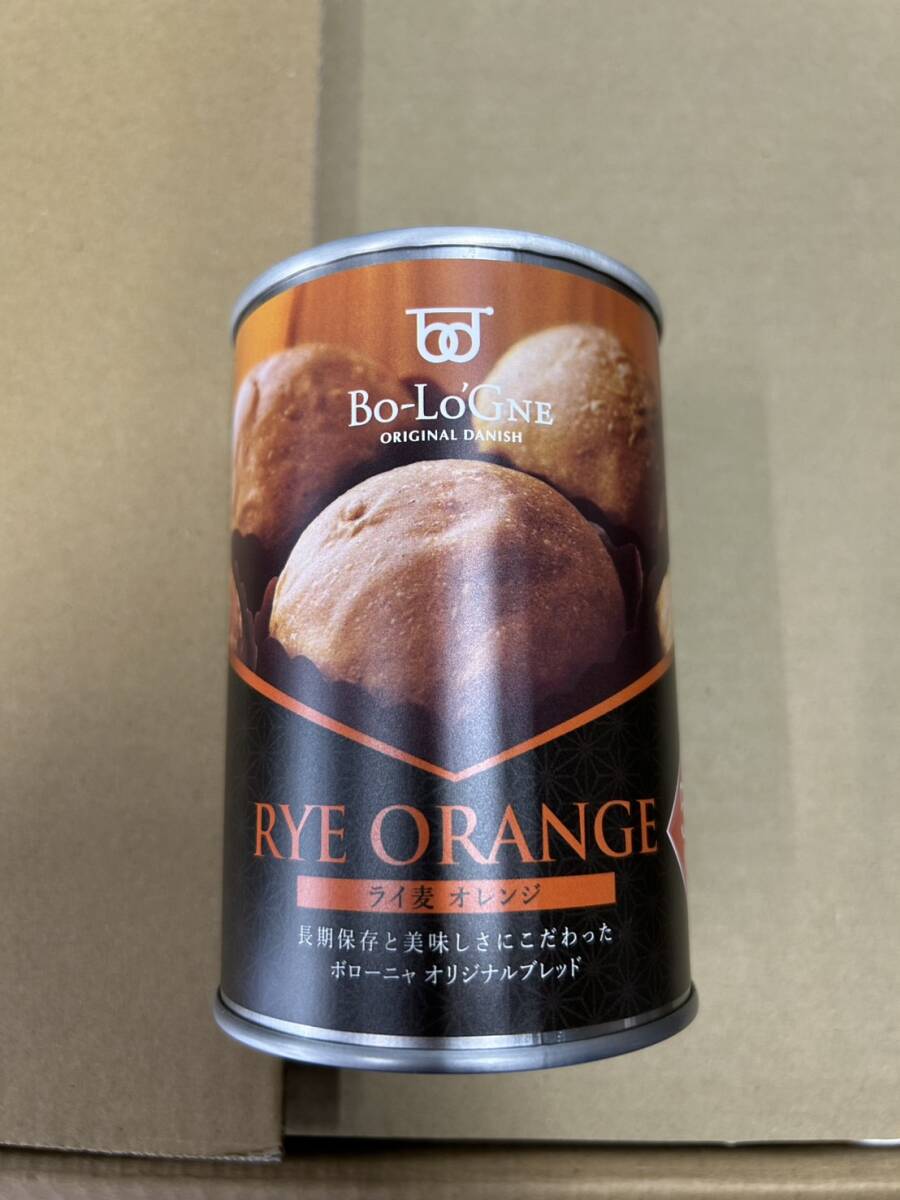 Bo-Lo'Gne
ORIGINAL DANISH
RYE ORANGE
ライ麦 オレンジ
長期保存と美味しさにこだわった
ボローニャ オリジナルブレッド